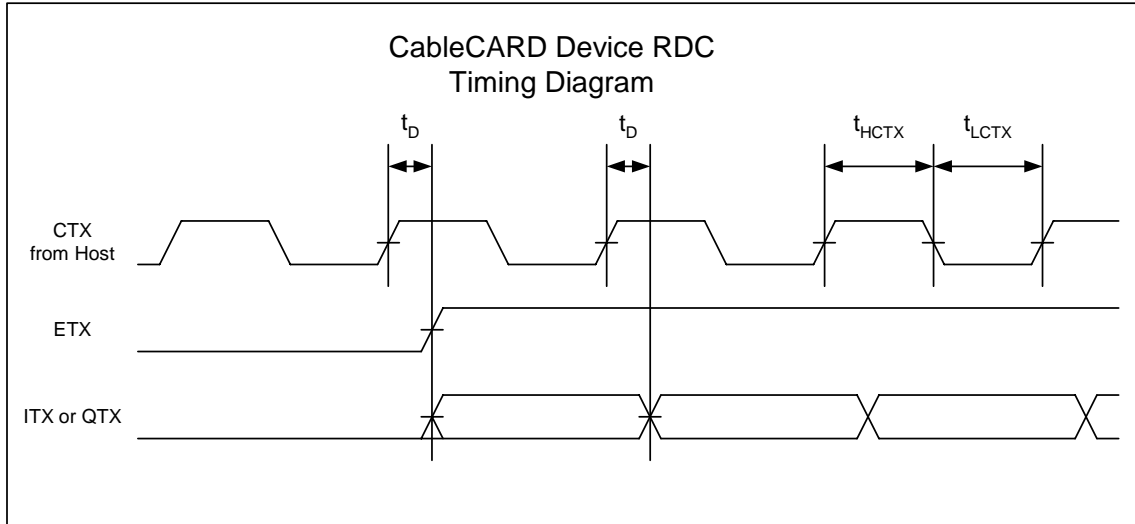 CableCARD Device RDC
Timing Diagram
tD
tD
tHCTX
tLCTX
CTX
from Host
ETX
ITX or QTX